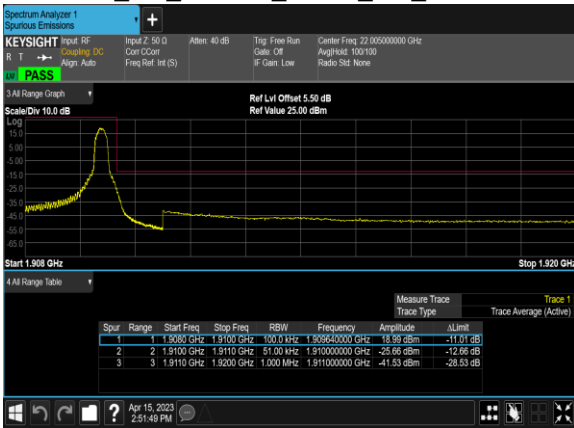 Spectrum Analyzer 1
Spurious Emissions
+
KEYSIGHT Input: RF Input Z: 50 Ω Atten: 40 dB Trig: Free Run Center Freq: 22.005000000 GHz
R T Coupling: DC Corr CCorr Gate: Off Avg|Hold: 100/100
Align: Auto Freq Ref: Int (S) IF Gain: Low Radio Std: None
PASS
3 All Range Graph
Ref Lvl Offset 5.50 dB
Scale/Div 10.0 dB Ref Value 25.00 dBm
Log
15.0
5.00
-5.00
-15.0
-25.0
-35.0
-45.0
-55.0
-65.0
Start 1.908 GHz Stop 1.920 GHz
4 All Range Table
Measure Trace Trace 1
Trace Type Trace Average (Active)
Spur Range Start Freq Stop Freq RBW Frequency Amplitude ΔLimit
1 1 1.9080 GHz 1.9100 GHz 100.0 kHz 1.909640000 GHz 18.99 dBm -11.01 dB
2 2 1.9100 GHz 1.9110 GHz 51.00 kHz 1.910000000 GHz -25.66 dBm -12.66 dB
3 3 1.9110 GHz 1.9200 GHz 1.000 MHz 1.911000000 GHz -41.53 dBm -28.53 dB
? Apr 15, 2023
2:51:49 PM